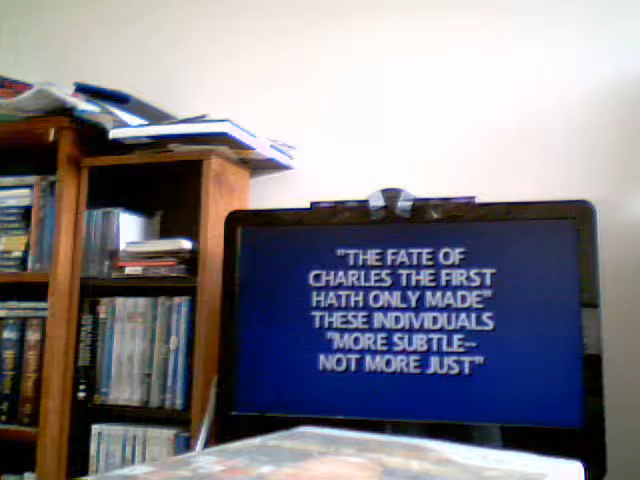 "THE FATE OF
CHARLES THE FIRST
HATH ONLY MADE"
THESE INDIVIDUALS
"MORE SUBTLE--
NOT MORE JUST"